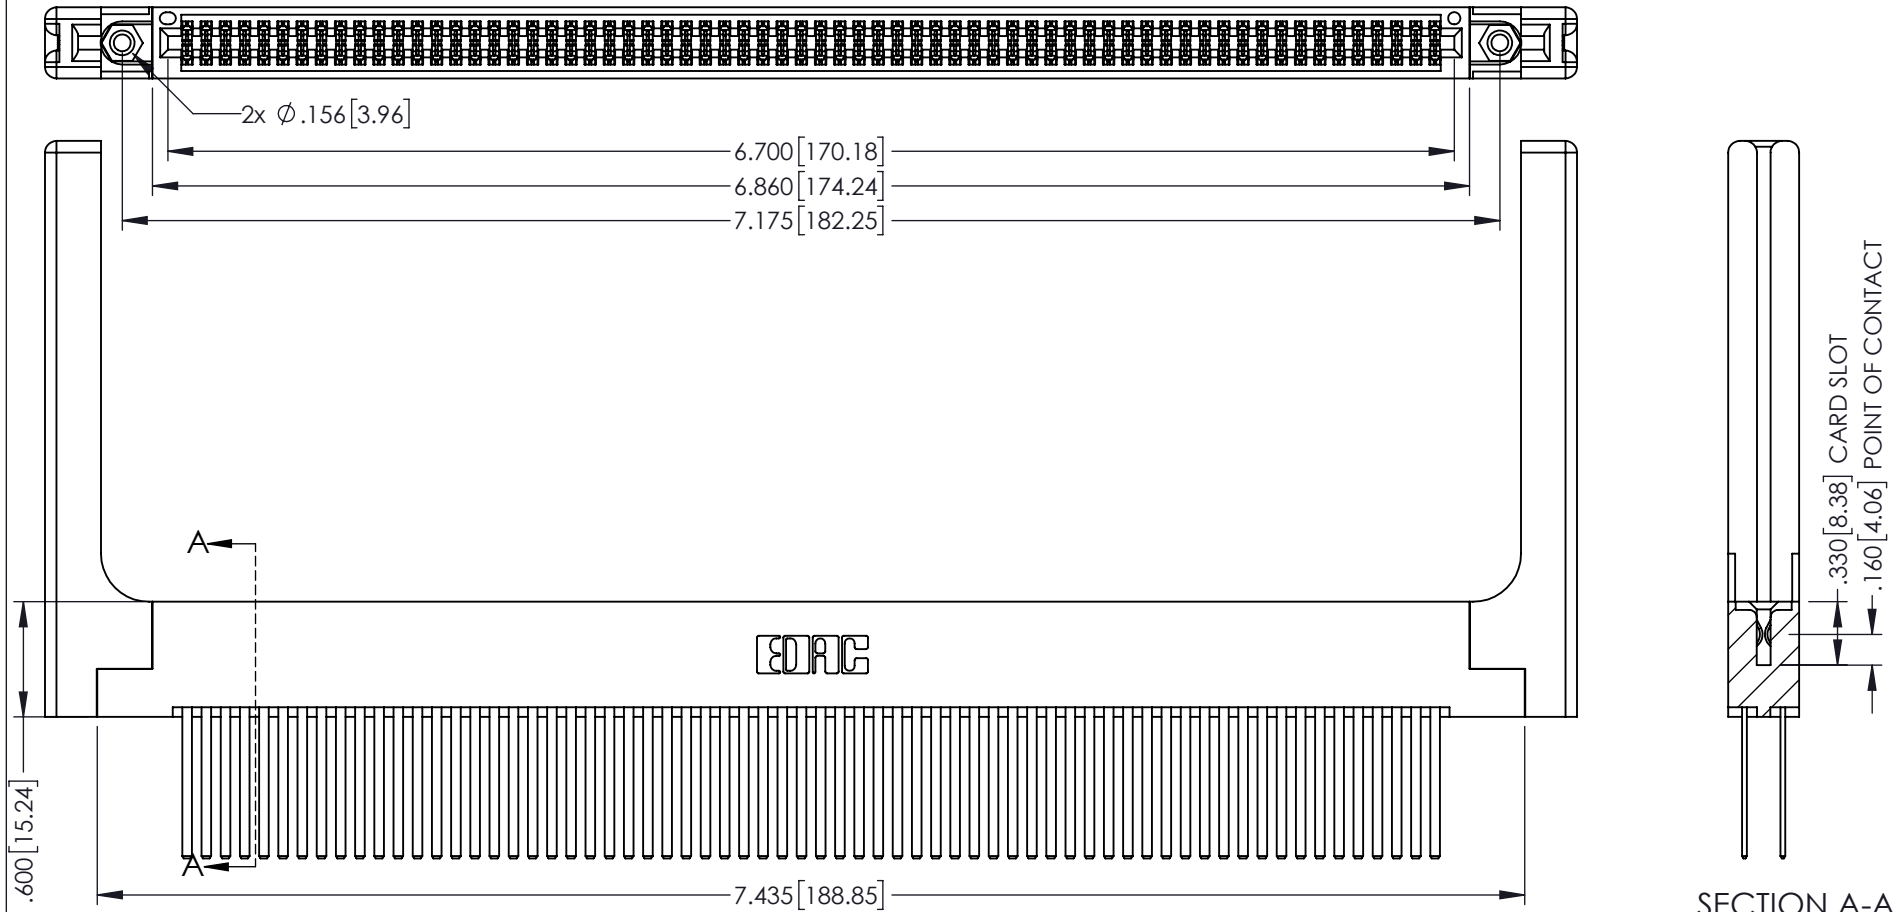 2x Ø.156[3.96]
6.700[170.18]
6.860[174.24]
7.175[182.25]
.330[8.38] CARD SLOT
.160[4.06] POINT OF CONTACT
A
EDAC
A
.600[15.24]
7.435[188.85]
SECTION A-A